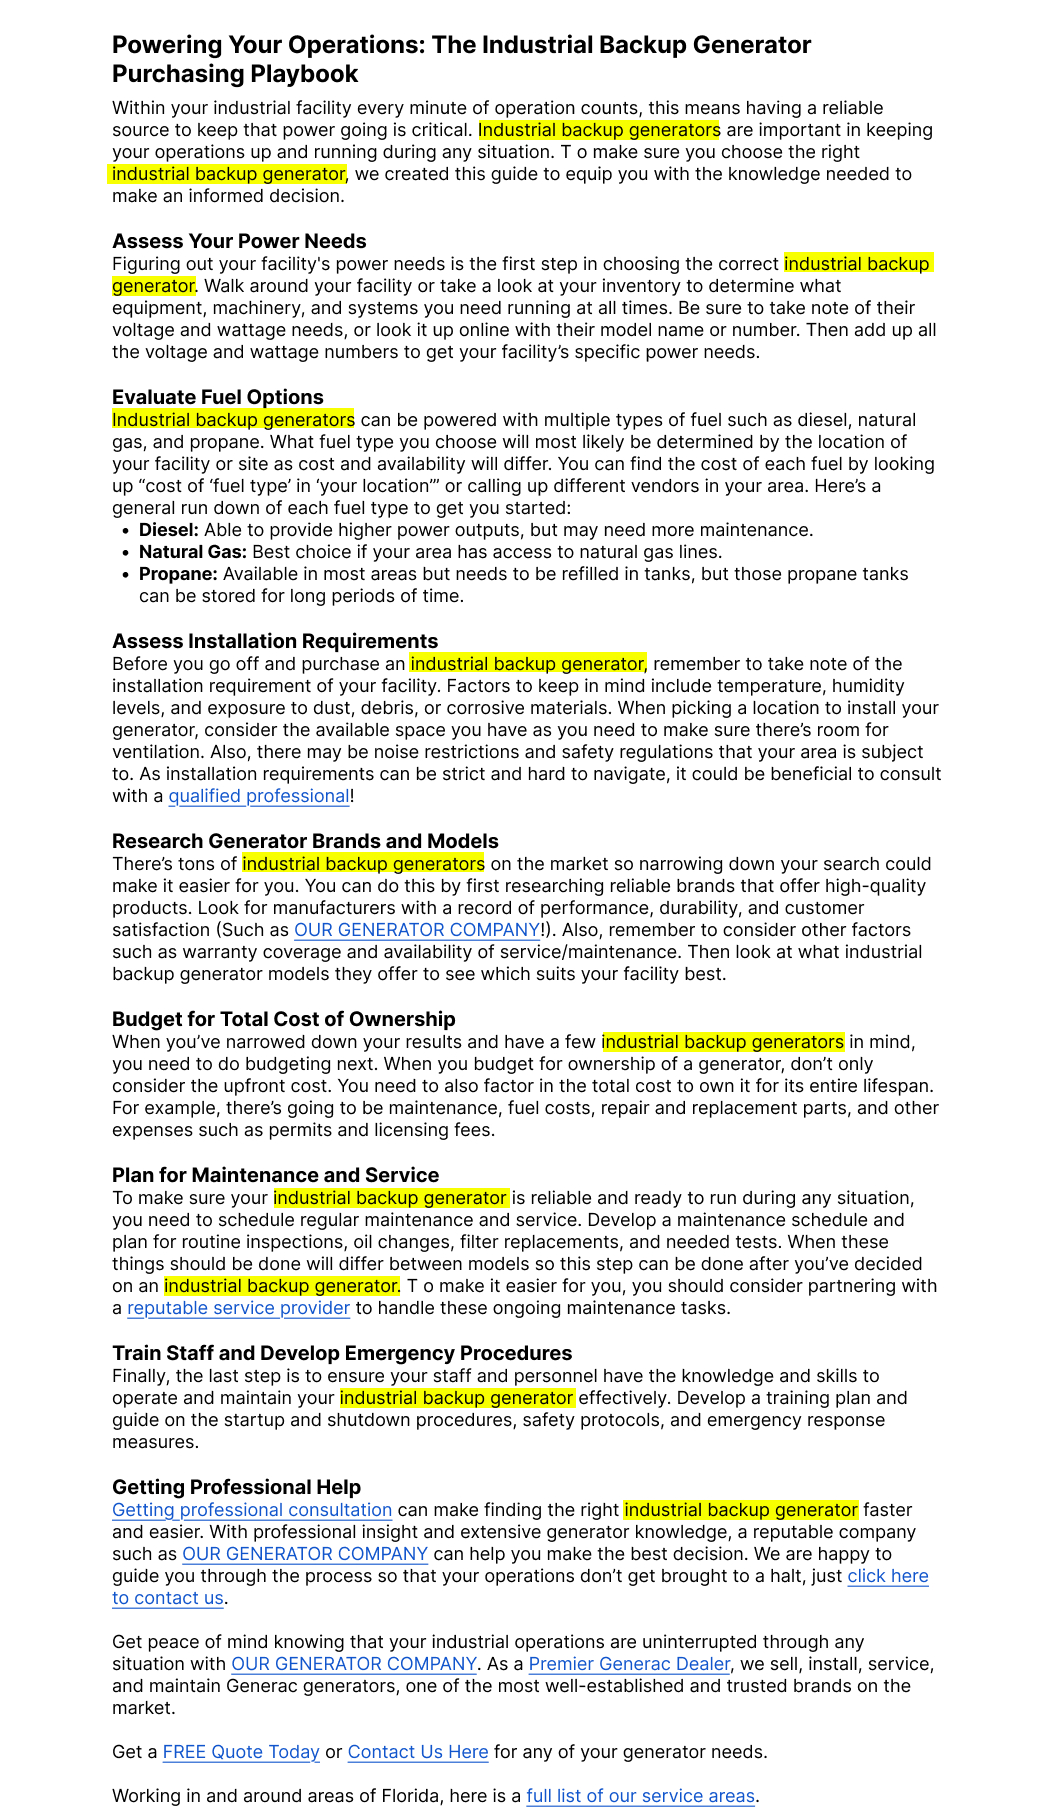 Powering Your Operations: The Industrial Backup Generator
Purchasing Playbook
Within your industrial facility every minute of operation counts, this means having a reliable
source to keep that power going is critical. Industrial backup generators are important in keeping
your operations up and running during any situation. T o make sure you choose the right
industrial backup generator, we created this guide to equip you with the knowledge needed to
make an informed decision.
Assess Your Power Needs
Figuring out your facility's power needs is the first step in choosing the correct industrial backup
generator. Walk around your facility or take a look at your inventory to determine what
equipment, machinery, and systems you need running at all times. Be sure to take note of their
voltage and wattage needs, or look it up online with their model name or number. Then add up all
the voltage and wattage numbers to get your facility’s specific power needs.
Evaluate Fuel Options
Industrial backup generators can be powered with multiple types of fuel such as diesel, natural
gas, and propane. What fuel type you choose will most likely be determined by the location of
your facility or site as cost and availability will differ. You can find the cost of each fuel by looking
up “cost of ‘fuel type’ in ‘your location’” or calling up different vendors in your area. Here’s a
general run down of each fuel type to get you started:
• Diesel: Able to provide higher power outputs, but may need more maintenance.
• Natural Gas: Best choice if your area has access to natural gas lines.
• Propane: Available in most areas but needs to be refilled in tanks, but those propane tanks
can be stored for long periods of time.
Assess Installation Requirements
Before you go off and purchase an industrial backup generator, remember to take note of the
installation requirement of your facility. Factors to keep in mind include temperature, humidity
levels, and exposure to dust, debris, or corrosive materials. When picking a location to install your
generator, consider the available space you have as you need to make sure there’s room for
ventilation. Also, there may be noise restrictions and safety regulations that your area is subject
to. As installation requirements can be strict and hard to navigate, it could be beneficial to consult
with a qualified professional!
Research Generator Brands and Models
There’s tons of industrial backup generators on the market so narrowing down your search could
make it easier for you. You can do this by first researching reliable brands that offer high-quality
products. Look for manufacturers with a record of performance, durability, and customer
satisfaction (Such as OUR GENERATOR COMPANY!). Also, remember to consider other factors
such as warranty coverage and availability of service/maintenance. Then look at what industrial
backup generator models they offer to see which suits your facility best.
Budget for Total Cost of Ownership
When you’ve narrowed down your results and have a few industrial backup generators in mind,
you need to do budgeting next. When you budget for ownership of a generator, don’t only
consider the upfront cost. You need to also factor in the total cost to own it for its entire lifespan.
For example, there’s going to be maintenance, fuel costs, repair and replacement parts, and other
expenses such as permits and licensing fees.
Plan for Maintenance and Service
To make sure your industrial backup generator is reliable and ready to run during any situation,
you need to schedule regular maintenance and service. Develop a maintenance schedule and
plan for routine inspections, oil changes, filter replacements, and needed tests. When these
things should be done will differ between models so this step can be done after you’ve decided
on an industrial backup generator. T o make it easier for you, you should consider partnering with
a reputable service provider to handle these ongoing maintenance tasks.
Train Staff and Develop Emergency Procedures
Finally, the last step is to ensure your staff and personnel have the knowledge and skills to
operate and maintain your industrial backup generator effectively. Develop a training plan and
guide on the startup and shutdown procedures, safety protocols, and emergency response
measures.
Getting Professional Help
Getting professional consultation can make finding the right industrial backup generator faster
and easier. With professional insight and extensive generator knowledge, a reputable company
such as OUR GENERATOR COMPANY can help you make the best decision. We are happy to
guide you through the process so that your operations don’t get brought to a halt, just click here
to contact us.
Get peace of mind knowing that your industrial operations are uninterrupted through any
situation with OUR GENERATOR COMPANY. As a Premier Generac Dealer, we sell, install, service,
and maintain Generac generators, one of the most well-established and trusted brands on the
market.
Get a FREE Quote Today or Contact Us Here for any of your generator needs.
Working in and around areas of Florida, here is a full list of our service areas.